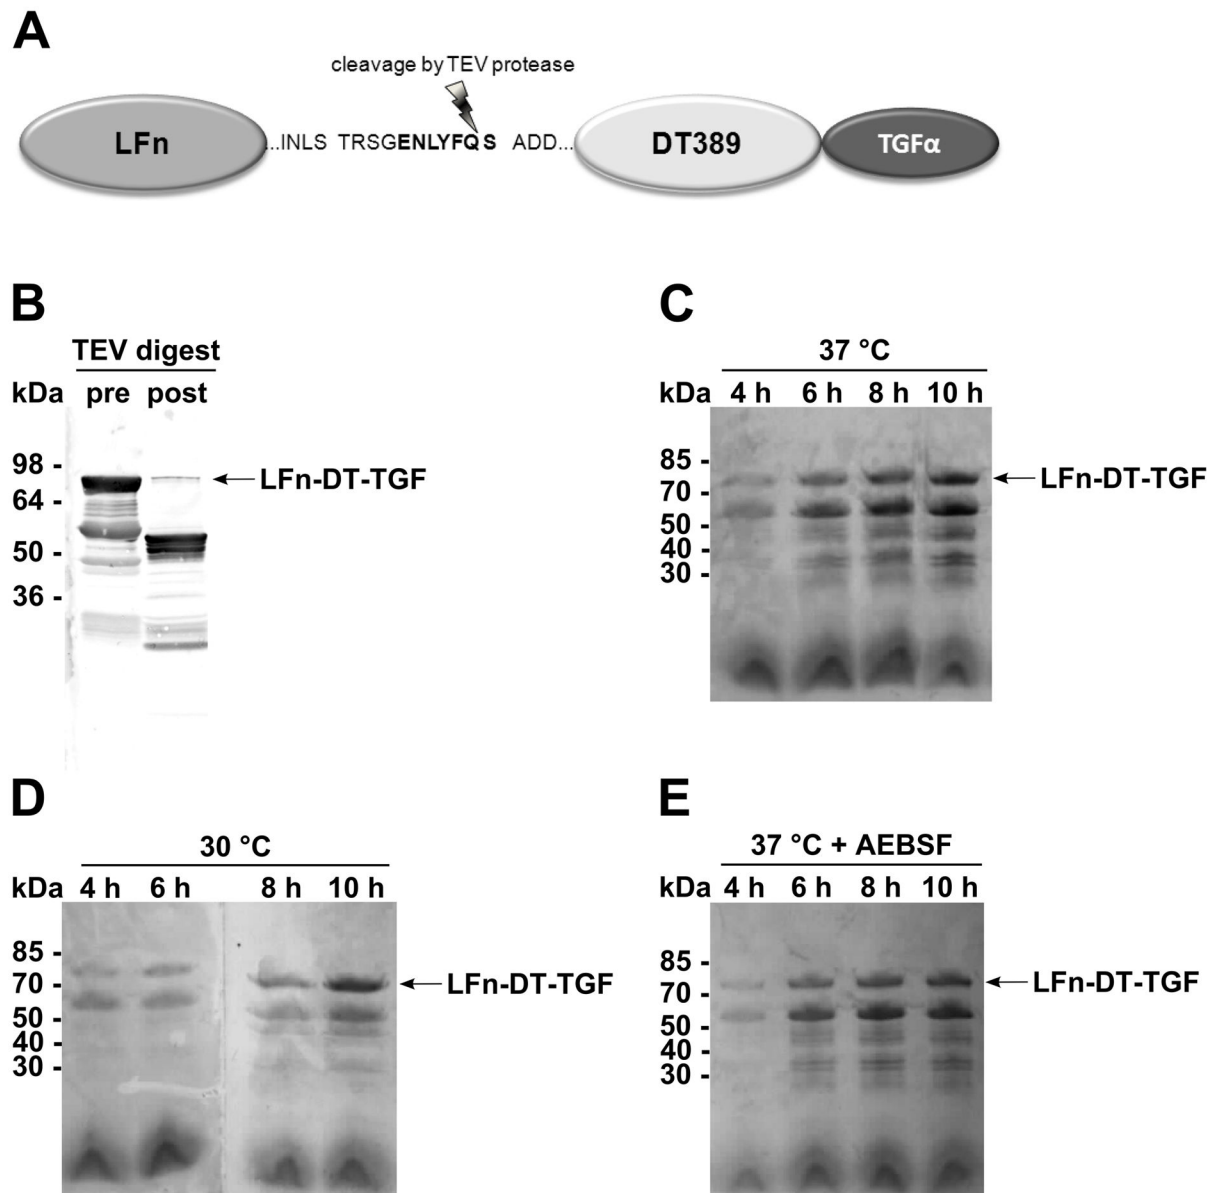 A
cleavage by TEV protease
LFn
...INLS TRSGENLYFQS ADD...
DT389
TGFα
B
TEV digest
kDa pre post
98 -
64 -
50 -
36 -
LFn-DT-TGF
C
37 °C
kDa 4 h 6 h 8 h 10 h
85 -
70 -
50 -
40 -
30 -
LFn-DT-TGF
D
30 °C
kDa 4 h 6 h 8 h 10 h
85 -
70 -
50 -
40 -
30 -
LFn-DT-TGF
E
37 °C + AEBSF
kDa 4 h 6 h 8 h 10 h
85 -
70 -
50 -
40 -
30 -
LFn-DT-TGF